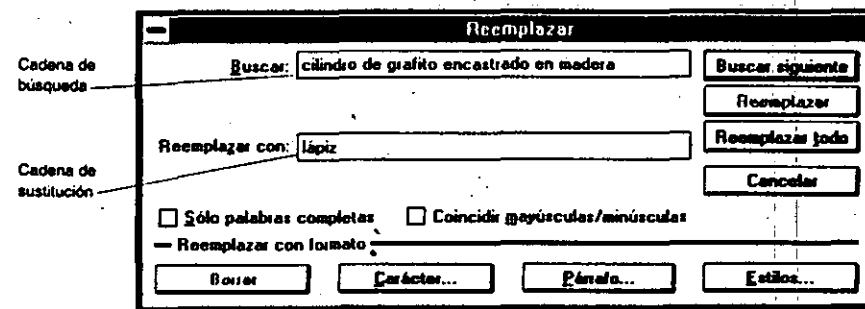 Reemplazar
Cadena de búsqueda
Buscar: cilindro de grafito encastrado en madera
Buscar siguiente
Reemplazar
Reemplazar con: lápiz
Reemplazar todo
Cadena de sustitución
Cancelar
Sólo palabras completas
Coincidir mayúsculas/minúsculas
Reemplazar con formato
Borrar
Carácter...
Párrafo...
Estilos...